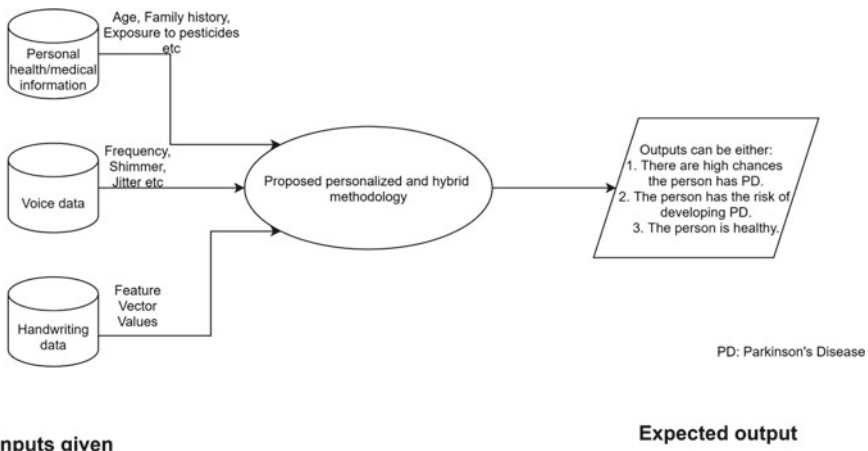 Age, Family history,
Exposure to pesticides
etc
Personal
health/medical
information
Frequency,
Shimmer,
Jitter etc
Voice data
Feature
Vector
Values
Handwriting
data
Proposed personalized and hybrid
methodology
Outputs can be either:
1. There are high chances
the person has PD.
2. The person has the risk of
developing PD.
3. The person is healthy.
PD: Parkinson's Disease
nputs given
Expected output